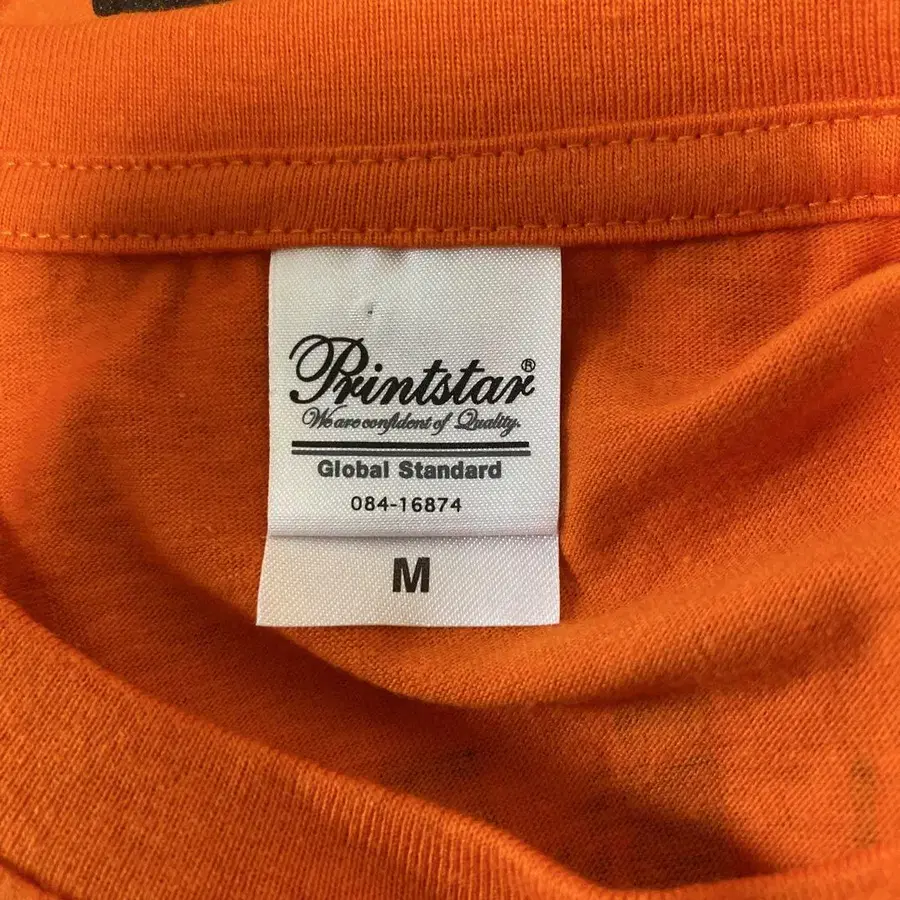 Printstar®
We are confident of Quality.
Global Standard
084-16874
M